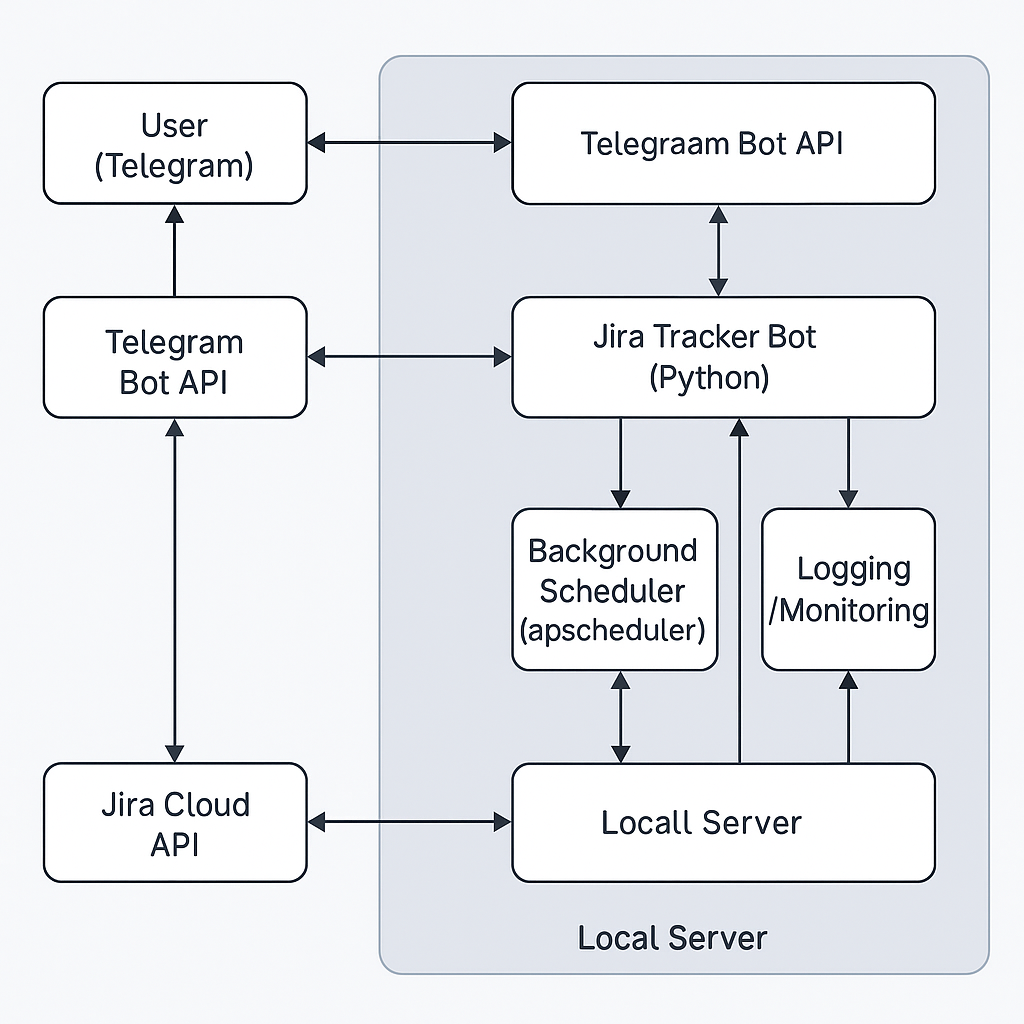 User
(Telegram)
Telegraam Bot API
Telegram
Bot API
Jira Tracker Bot
(Python)
Background
Scheduler
(apscheduler)
Logging
/Monitoring
Jira Cloud
API
Locall Server
Local Server